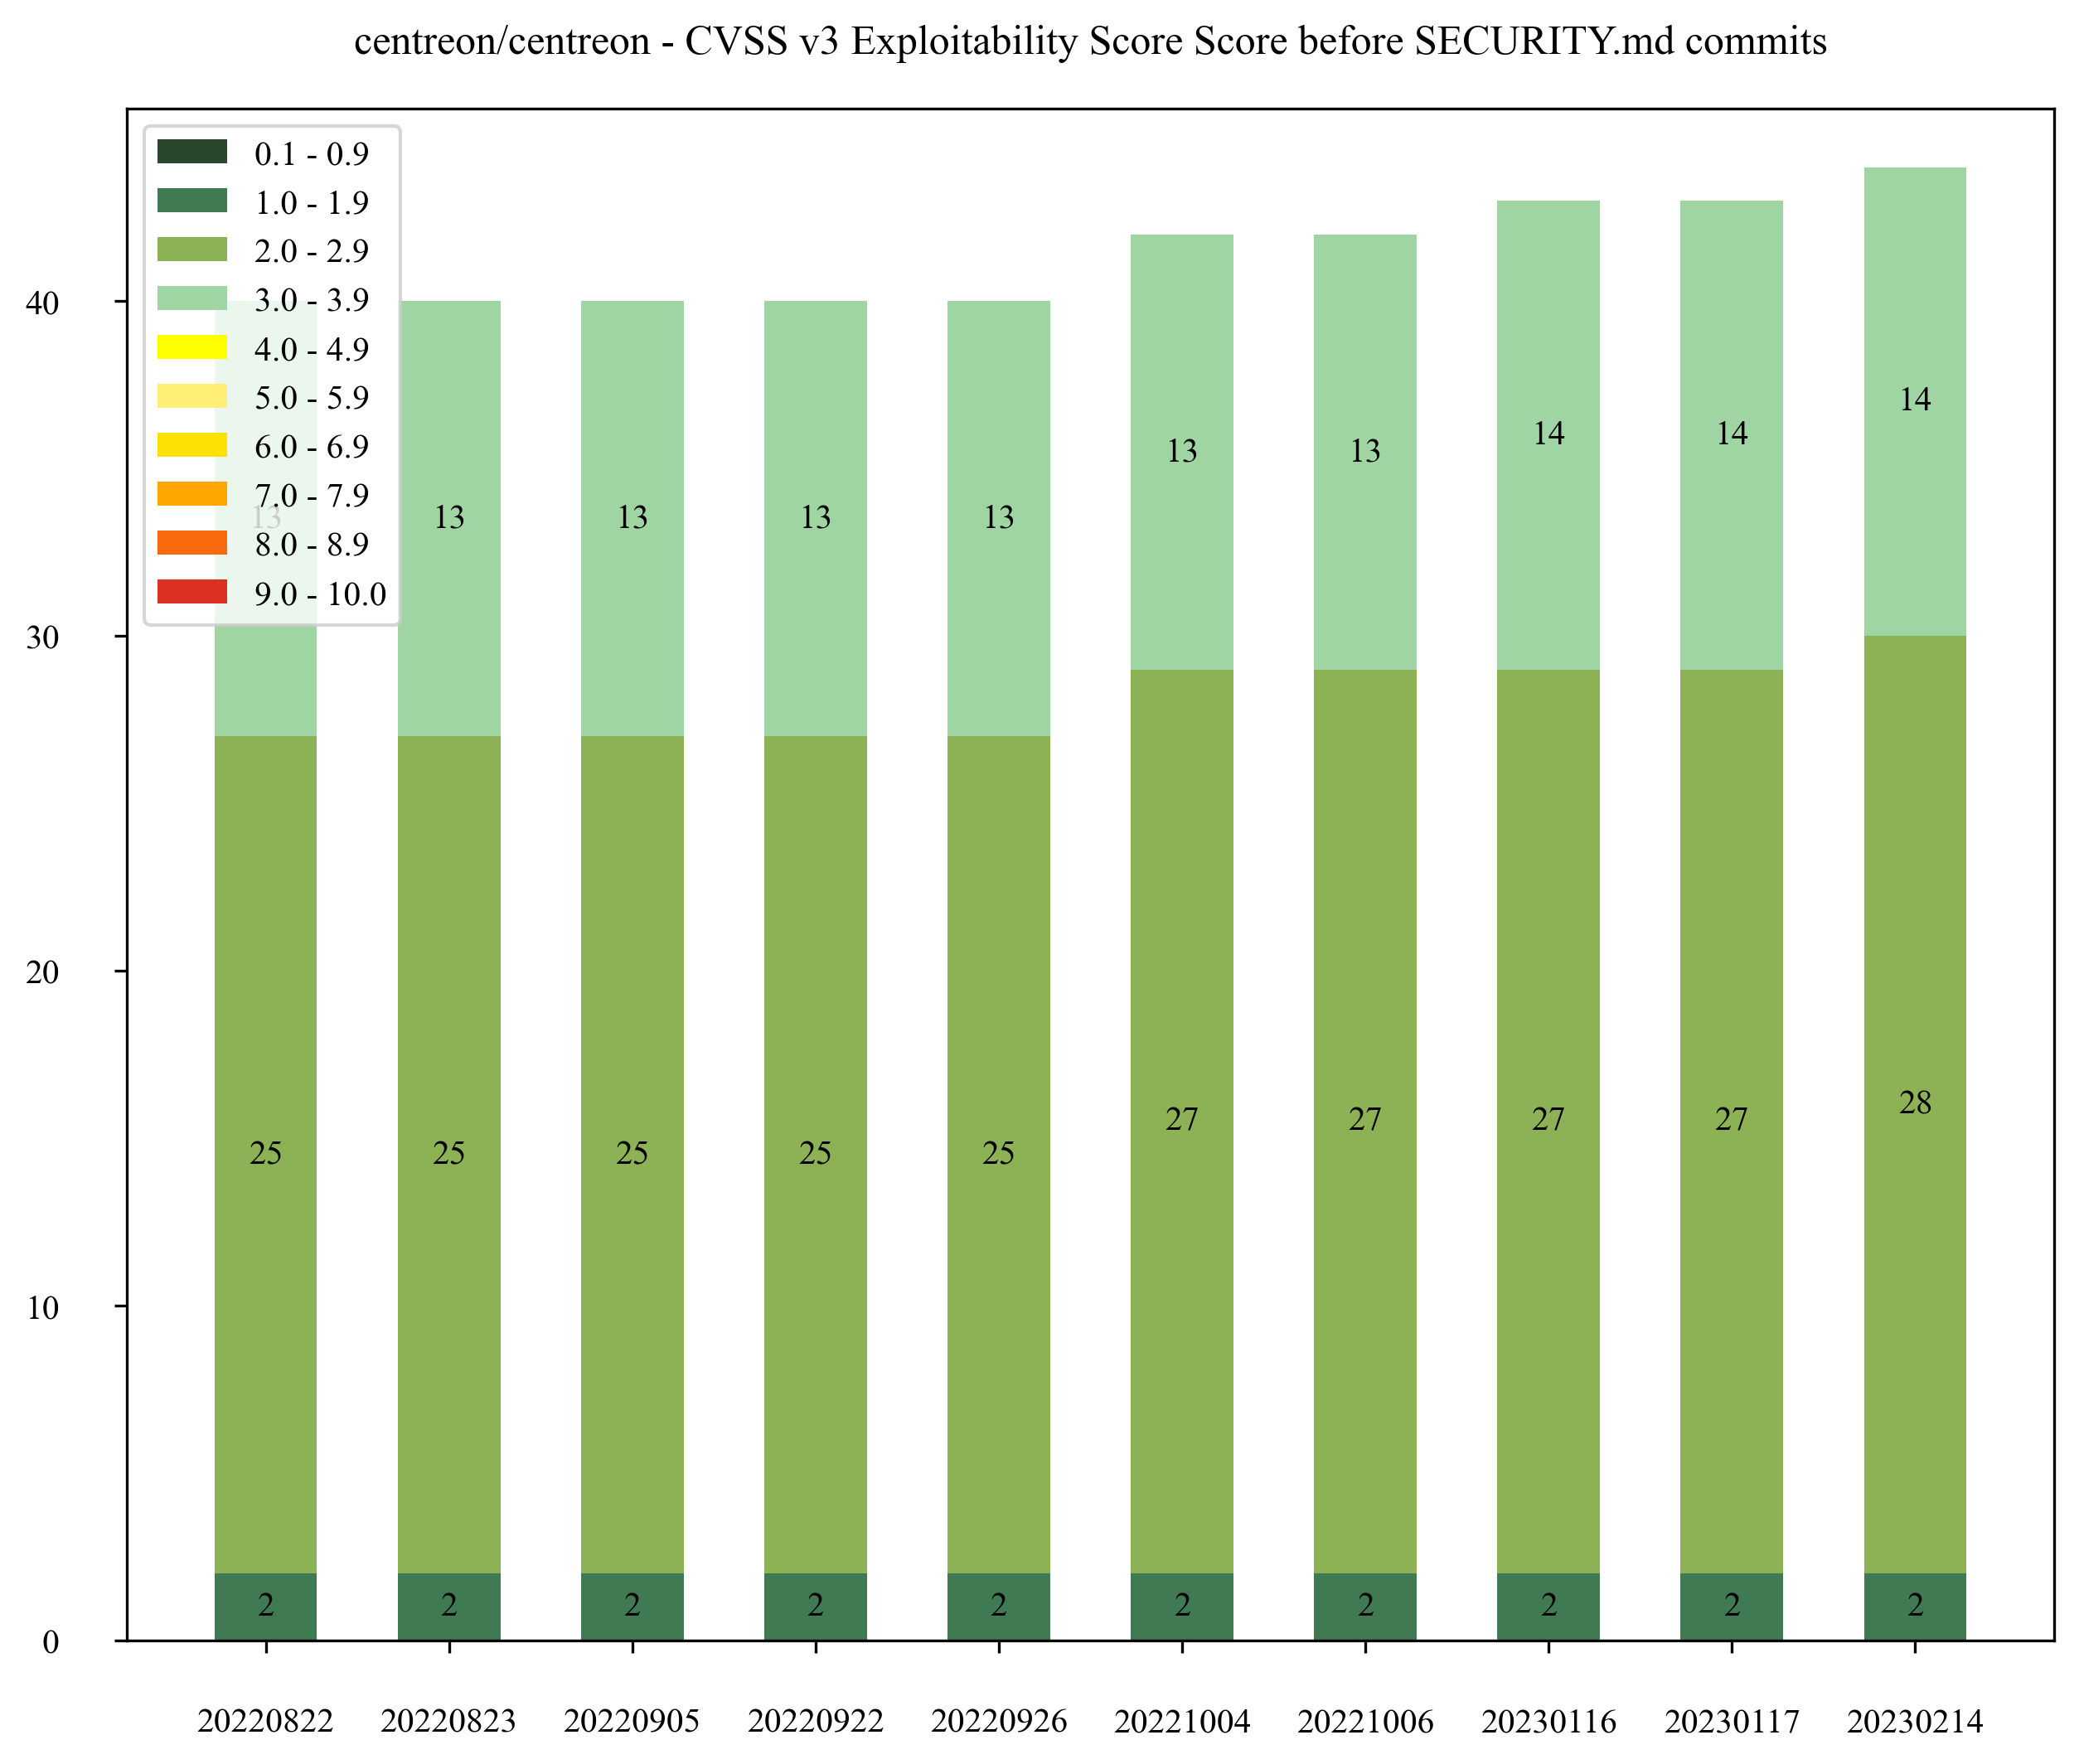 centreon/centreon - CVSS v3 Exploitability Score Score before SECURITY.md commits
0.1 - 0.9
1.0 - 1.9
2.0 - 2.9
3.0 - 3.9
4.0 - 4.9
5.0 - 5.9
6.0 - 6.9
7.0 - 7.9
8.0 - 8.9
9.0 - 10.0
40
30
20
10
0
13 13 13 13 13 13 13 14 14 14
25 25 25 25 25 27 27 27 27 28
2 2 2 2 2 2 2 2 2 2
20220822 20220823 20220905 20220922 20220926 20221004 20221006 20230116 20230117 20230214